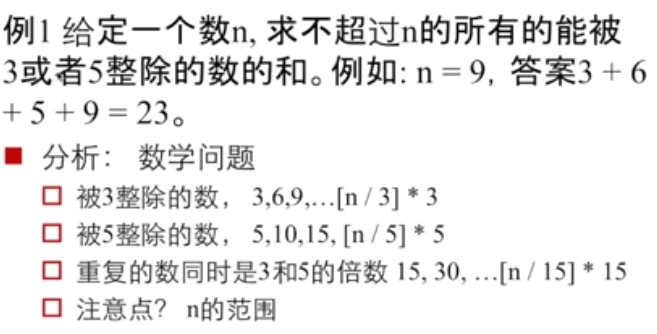 例1 给定一个数n, 求不超过n的所有的能被
3或者5整除的数的和。例如: n = 9, 答案3 + 6
+ 5 + 9 = 23。
分析： 数学问题
被3整除的数， 3,6,9,…[n / 3] * 3
被5整除的数， 5,10,15, [n / 5] * 5
重复的数同时是3和5的倍数 15, 30, …[n / 15] * 15
注意点？ n的范围